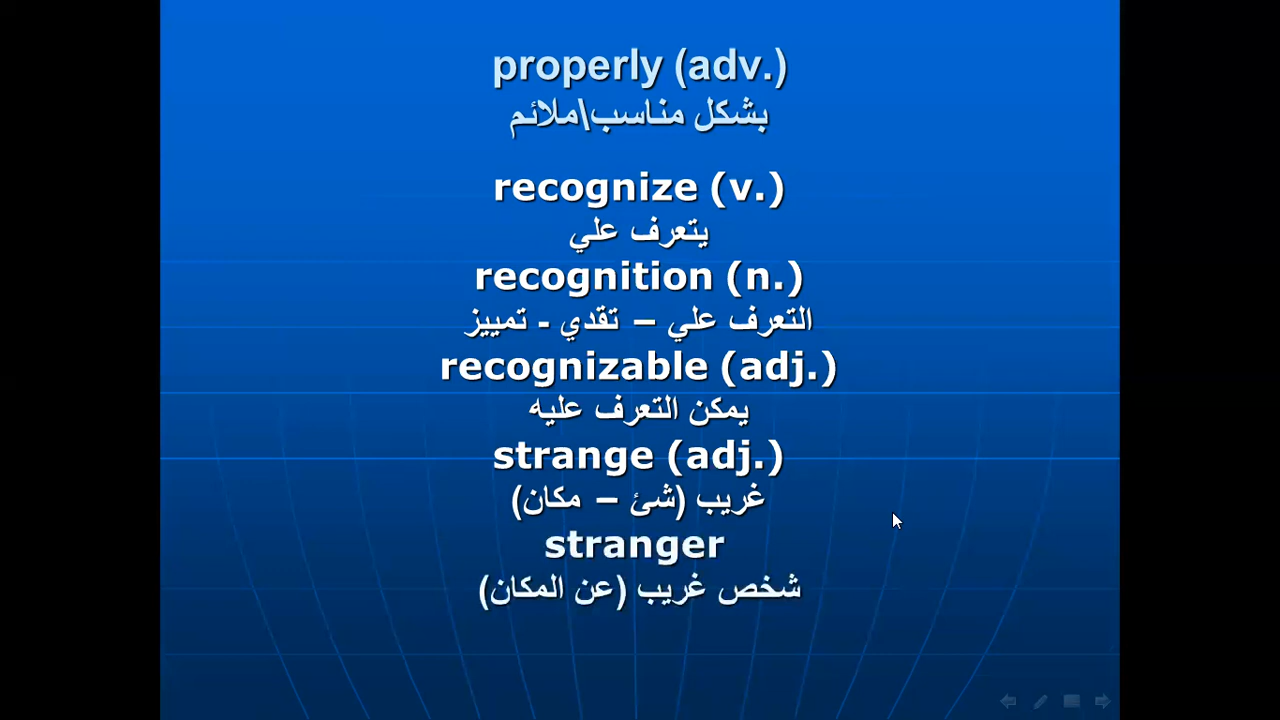 properly (adv.)
بشكل مناسب\ملائم
recognize (v.)
يتعرف علي
recognition (n.)
التعرف علي – تقدي - تمييز
recognizable (adj.)
يمكن التعرف عليه
strange (adj.)
غريب (شئ – مكان)
stranger
شخص غريب (عن المكان)